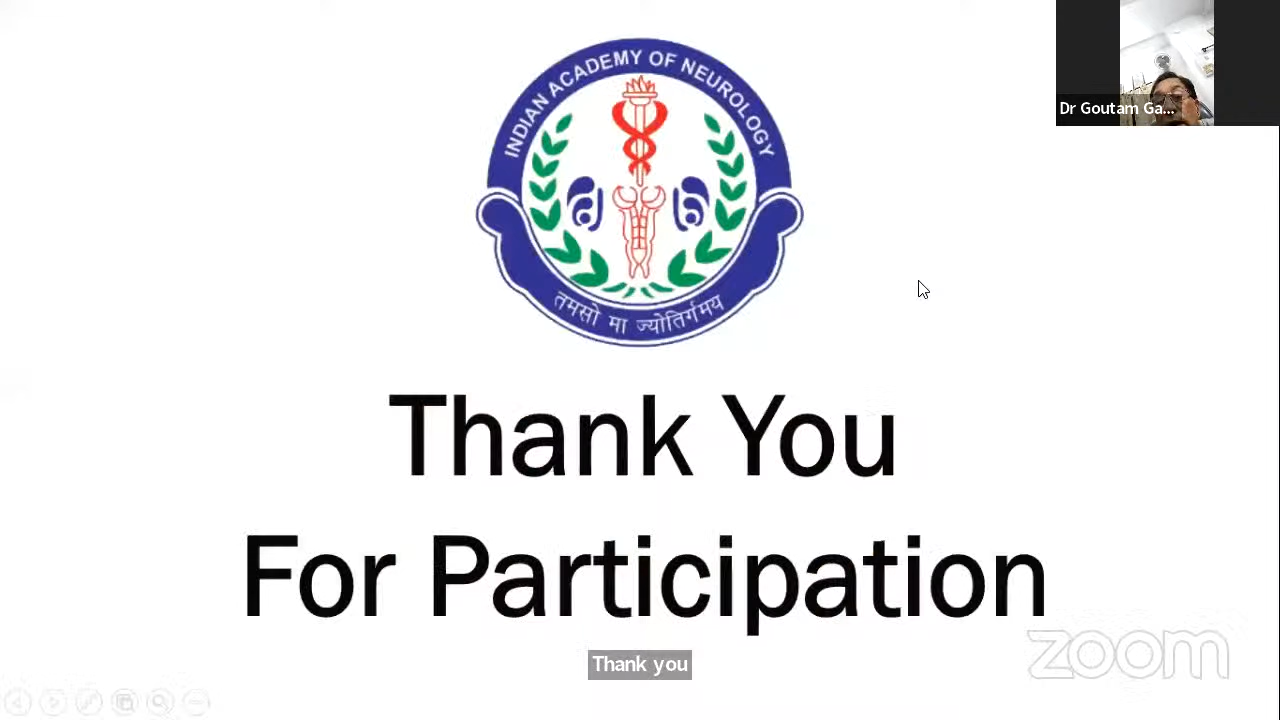 INDIAN ACADEMY OF NEUROLOGY
तमसो मा ज्योतिर्गमय
Dr Goutam Ga...
Thank You
For Participation
Thank you
zoom